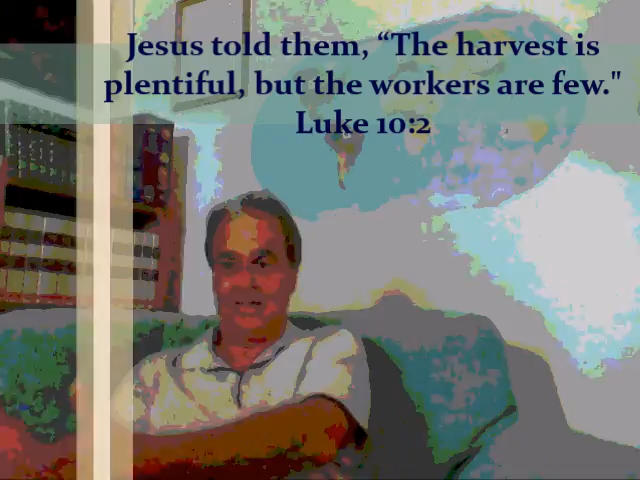 Jesus told them, “The harvest is
plentiful, but the workers are few."
Luke 10:2